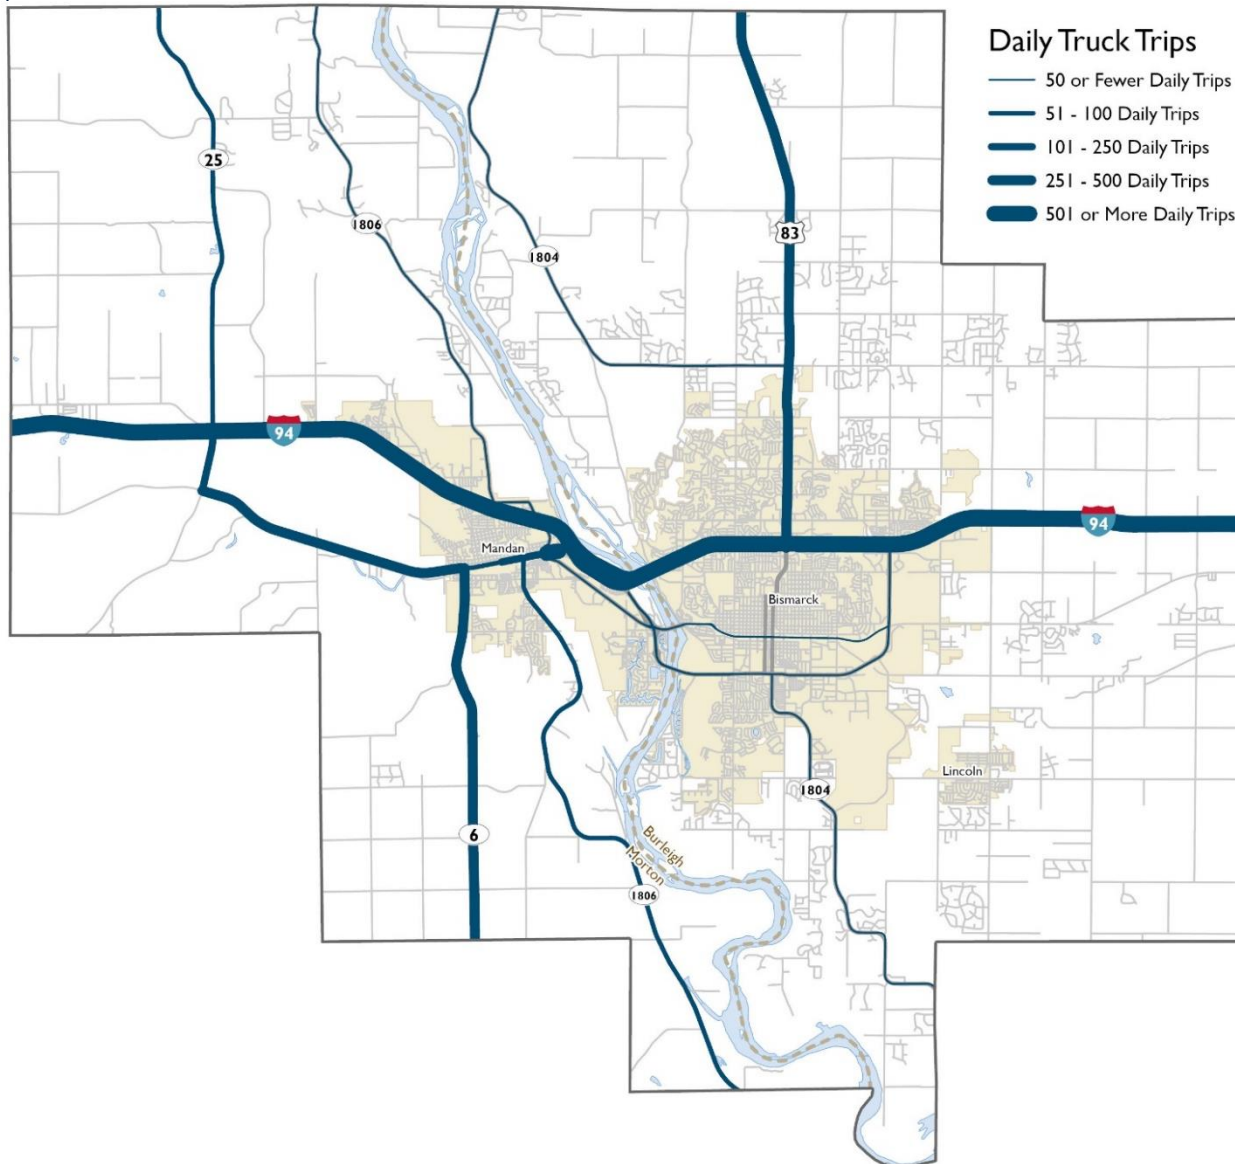 Daily Truck Trips
50 or Fewer Daily Trips
51 - 100 Daily Trips
101 - 250 Daily Trips
251 - 500 Daily Trips
501 or More Daily Trips
25
1806
1804
83
94
94
Mandan
Bismarck
Lincoln
1804
6
Burleigh
Morton
1806